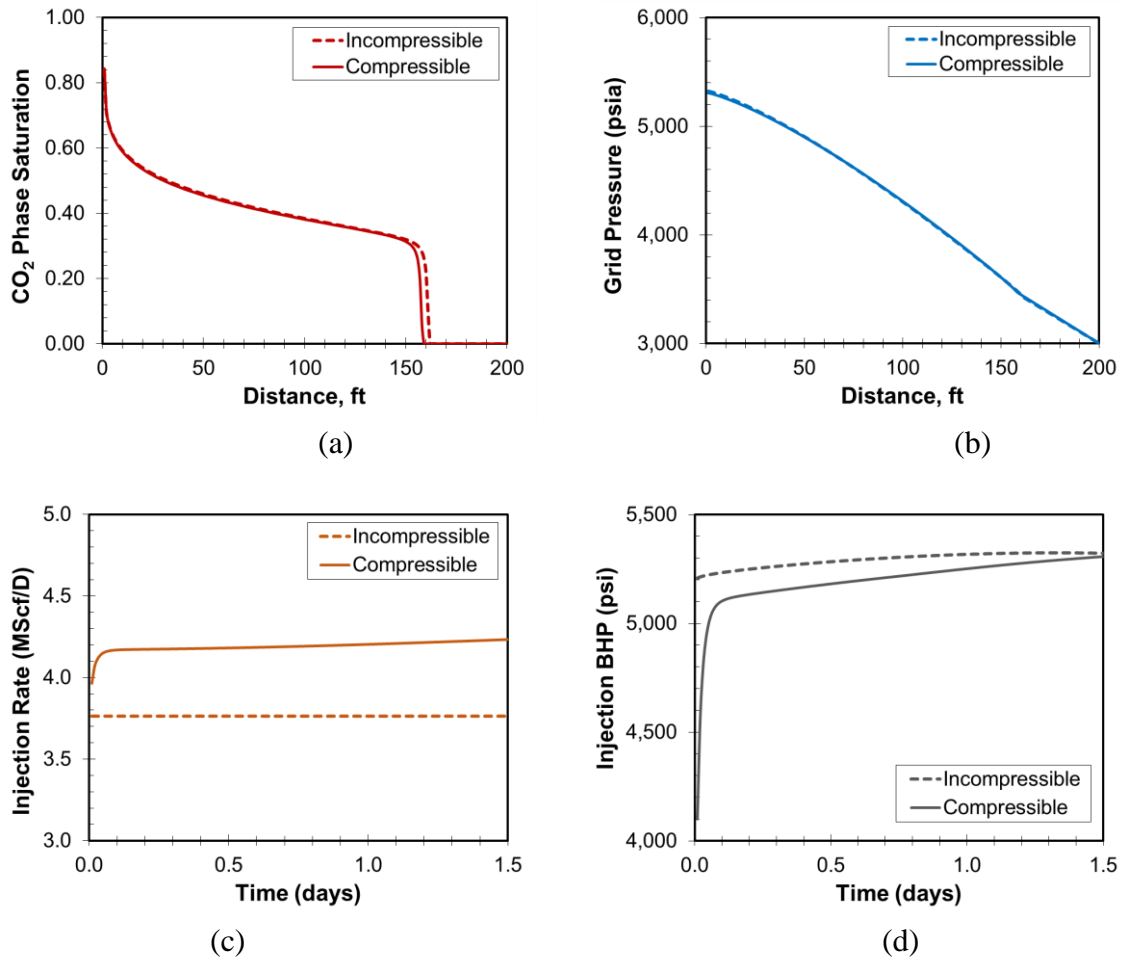 1.00
0.80
0.60
0.40
0.20
0.00
CO2 Phase Saturation
Incompressible
Compressible
0 50 100 150 200
Distance, ft
(a)
6,000
5,000
4,000
3,000
Grid Pressure (psia)
Incompressible
Compressible
0 50 100 150 200
Distance, ft
(b)
5.0
4.5
4.0
3.5
3.0
Injection Rate (MScf/D)
Incompressible
Compressible
0.0 0.5 1.0 1.5
Time (days)
(c)
5,500
5,000
4,500
4,000
Injection BHP (psi)
Incompressible
Compressible
0.0 0.5 1.0 1.5
Time (days)
(d)